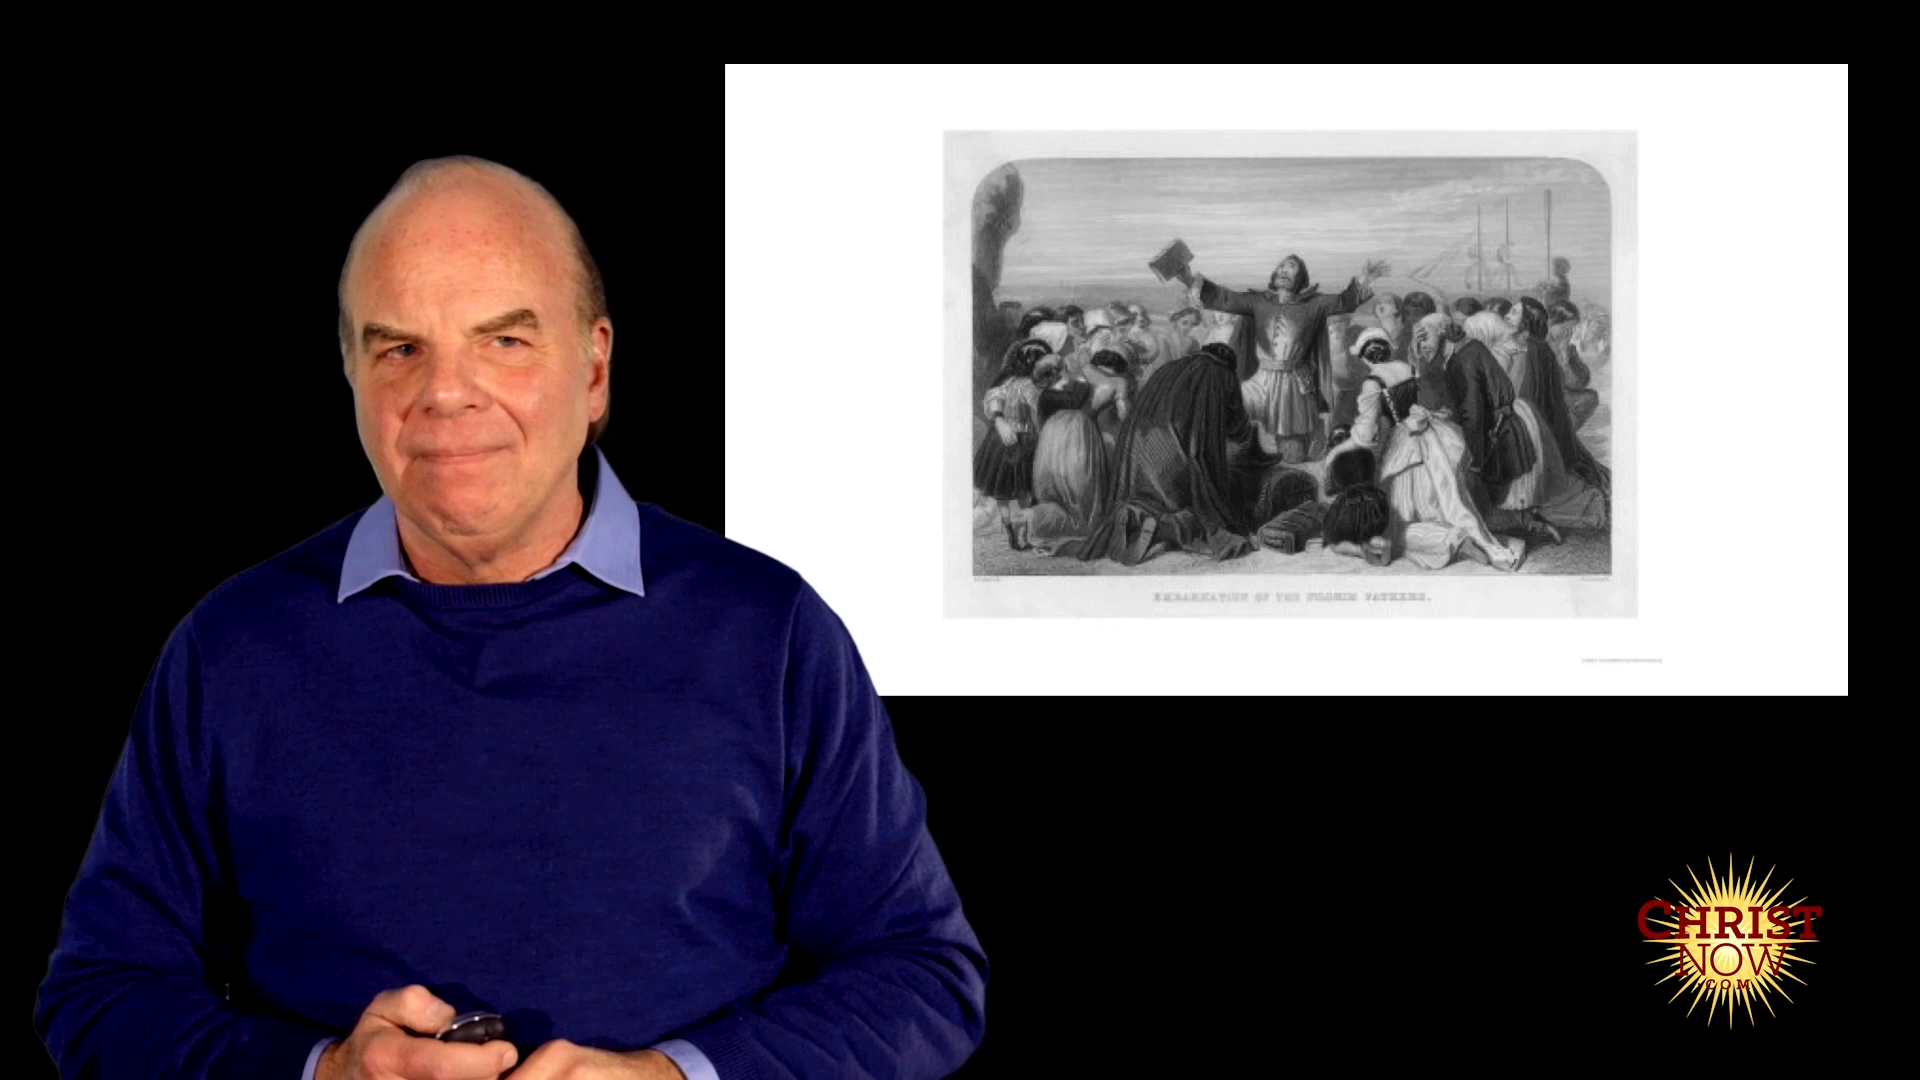 EMBARKATION OF THE PILGRIM FATHERS.
CHRIST
NOW
.COM